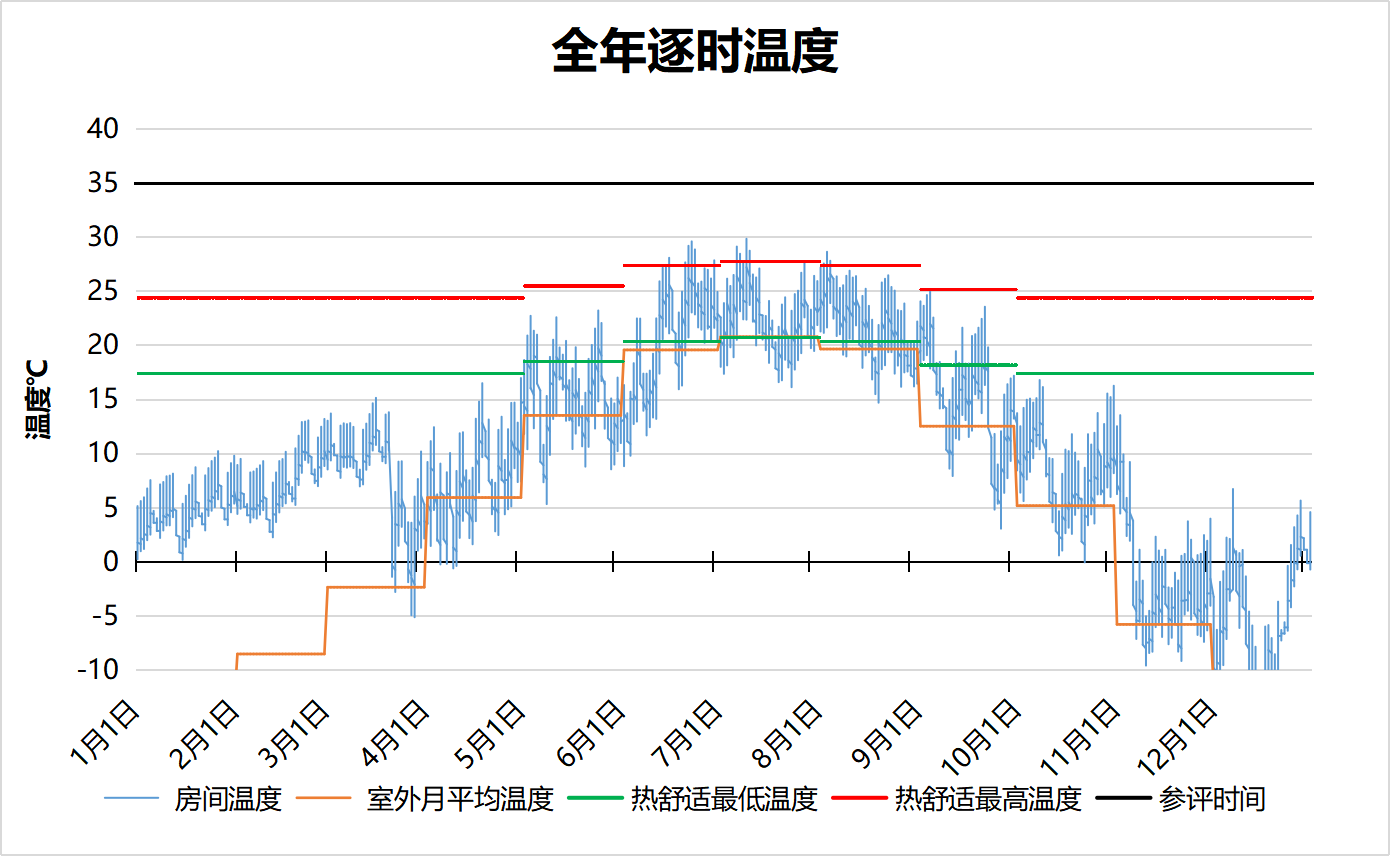 全年逐时温度
40
35
30
25
20
15
10
5
0
-5
-10
温度℃
1月1日
2月1日
3月1日
4月1日
5月1日
6月1日
7月1日
8月1日
9月1日
10月1日
11月1日
12月1日
房间温度 室外月平均温度 热舒适最低温度 热舒适最高温度 参评时间